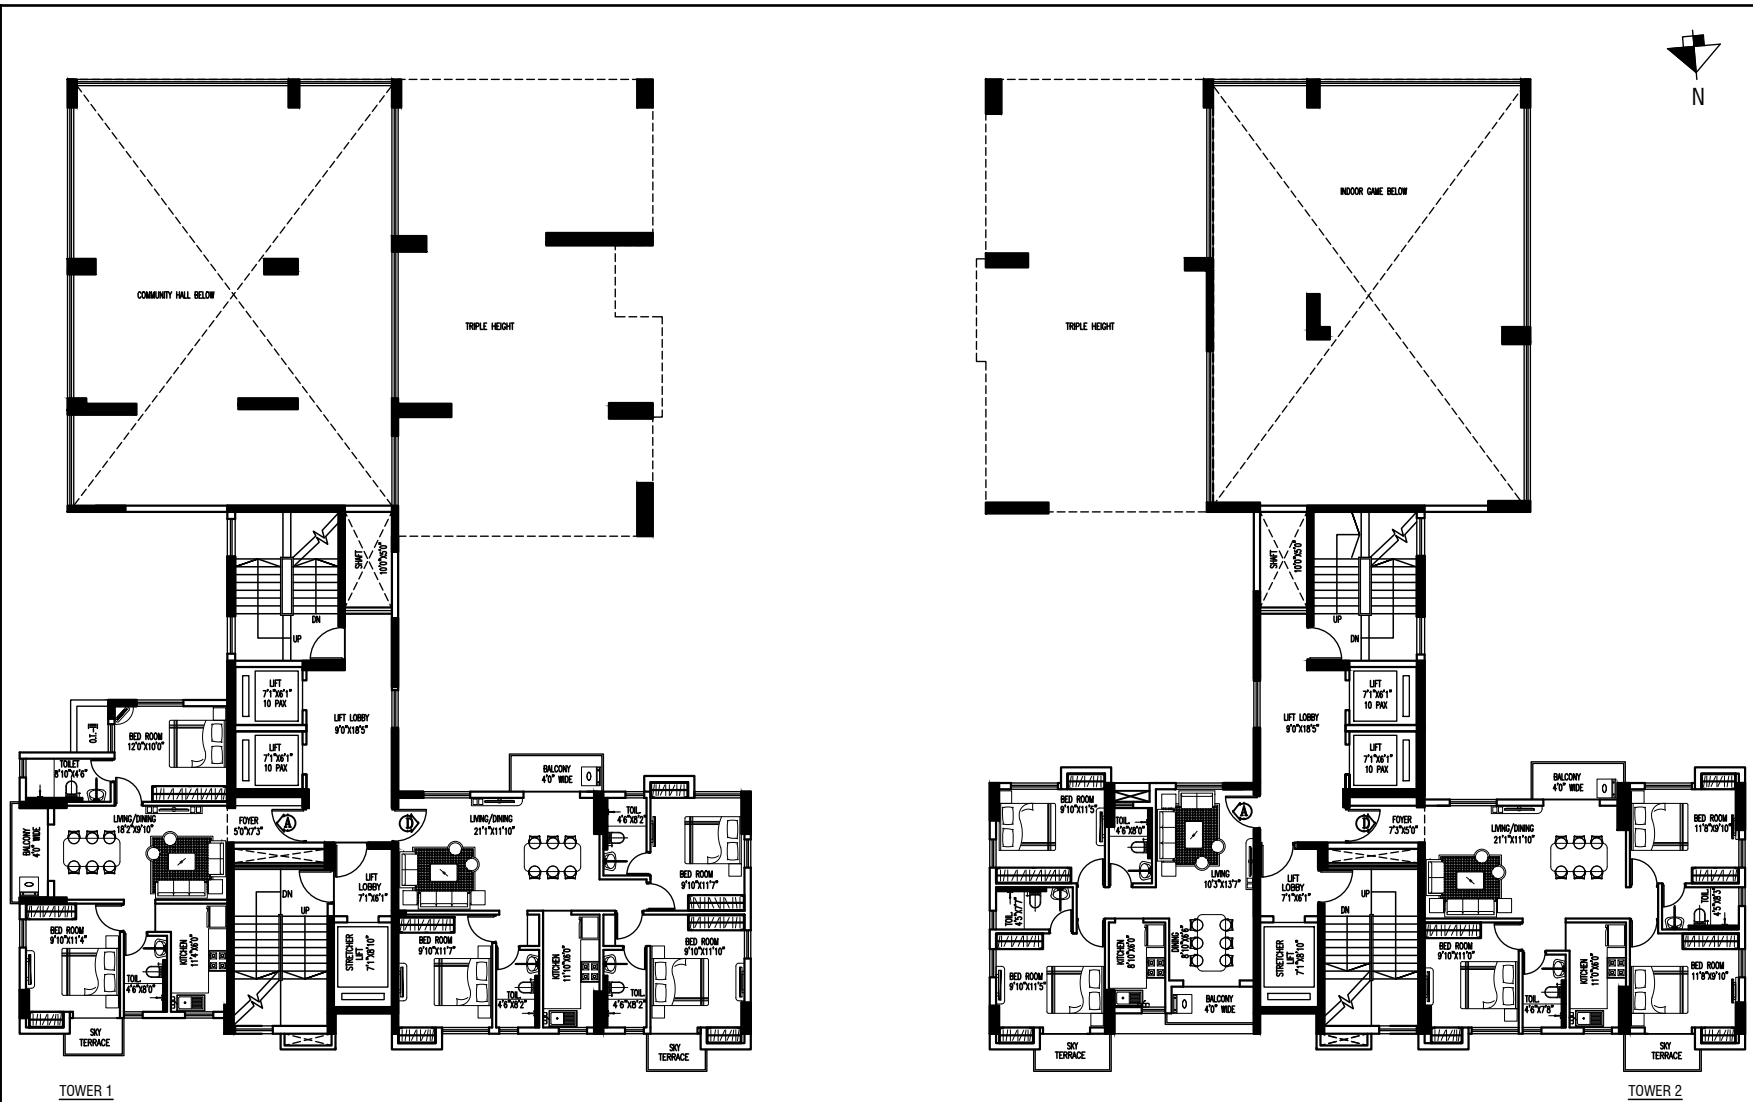 N
COMMUNITY HALL BELOW
TRIPLE HEIGHT
SHAFT
10'0"X5'0"
DN
UP
LIFT
7'1"X6'1"
10 PAX
LIFT
7'1"X6'1"
10 PAX
LIFT LOBBY
9'0"X18'5"
O.T.-
BED ROOM
12'0"X10'0"
TOILET
8'10"X4'6"
LIVING/DINING
18'2"X9'10"
FOYER
5'0"X7'3"
A
D
BALCONY
4'0" WIDE
BED ROOM
9'10"X11'4"
TOIL.
4'6"X8'0"
KITCHEN
11'4"X6'0"
SKY
TERRACE
DN
UP
LIFT
LOBBY
7'1"X6'1"
STRETCHER
LIFT
7'1"X8'10"
BALCONY
4'0" WIDE
LIVING/DINING
21'1"X11'10"
TOIL.
4'6"X8'2"
BED ROOM
9'10"X11'7"
BED ROOM
9'10"X11'7"
TOIL.
4'6"X8'2"
KITCHEN
11'10"X6'0"
TOIL.
4'6"X8'2"
BED ROOM
9'10"X11'10"
SKY
TERRACE
TOWER 1
TRIPLE HEIGHT
INDOOR GAME BELOW
SHAFT
10'0"X5'0"
UP
DN
LIFT
7'1"X6'1"
10 PAX
LIFT
7'1"X6'1"
10 PAX
LIFT LOBBY
9'0"X18'5"
BED ROOM
9'10"X11'5"
TOIL.
4'6"X8'0"
A
D
LIVING
10'3"X13'7"
TOIL.
4'5"X7'7"
BED ROOM
9'10"X11'5"
KITCHEN
8'10"X6'0"
DINING
8'10"X6'6"
BALCONY
4'0" WIDE
SKY
TERRACE
LIFT
LOBBY
7'1"X6'1"
STRETCHER
LIFT
7'1"X8'10"
UP
DN
FOYER
7'3"X5'0"
BALCONY
4'0" WIDE
LIVING/DINING
21'1"X11'10"
BED ROOM
11'8"X9'10"
TOIL.
4'5"X8'3"
BED ROOM
9'10"X11'0"
TOIL.
4'6"X7'8"
KITCHEN
11'0"X6'0"
BED ROOM
11'8"X9'10"
SKY
TERRACE
TOWER 2